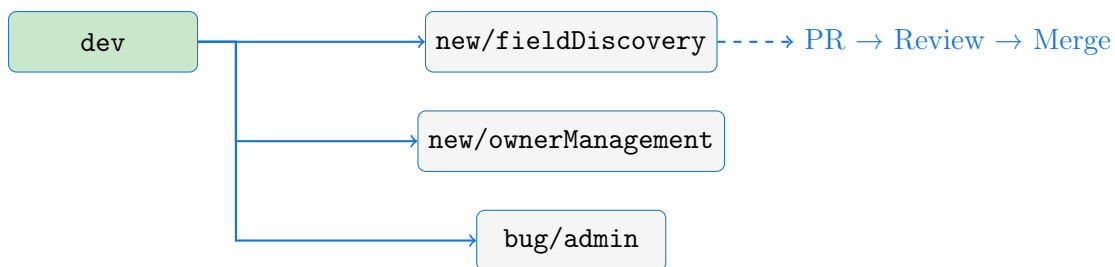 dev
new/fieldDiscovery
PR → Review → Merge
new/ownerManagement
bug/admin